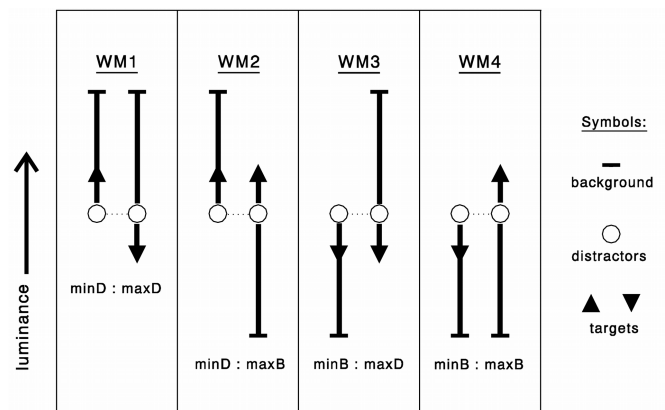 WM1
WM2
WM3
WM4
minD : maxD
minD : maxB
minB : maxD
minB : maxB
luminance
Symbols:
background
distractors
targets